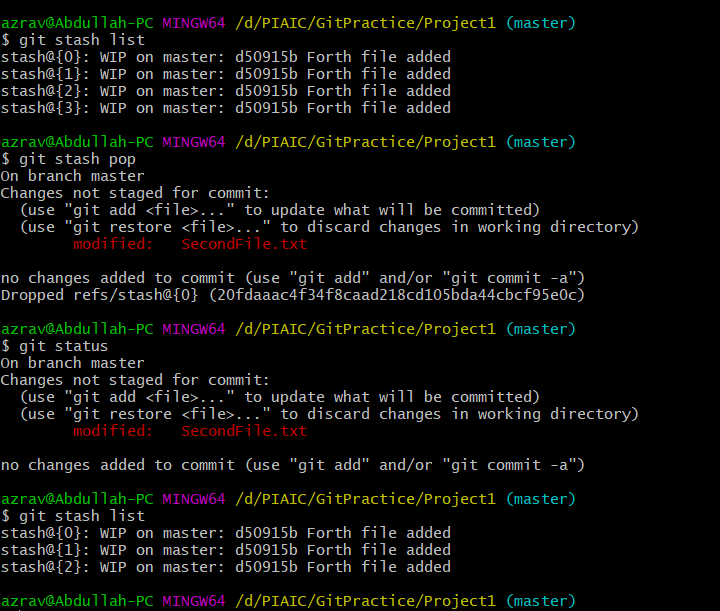 azrav@Abdullah-PC MINGW64 /d/PIAIC/GitPractice/Project1 (master)
$ git stash list
stash@{0}: WIP on master: d50915b Forth file added
stash@{1}: WIP on master: d50915b Forth file added
stash@{2}: WIP on master: d50915b Forth file added
stash@{3}: WIP on master: d50915b Forth file added
azrav@Abdullah-PC MINGW64 /d/PIAIC/GitPractice/Project1 (master)
$ git stash pop
On branch master
Changes not staged for commit:
  (use "git add <file>..." to update what will be committed)
  (use "git restore <file>..." to discard changes in working directory)
        modified:   SecondFile.txt
no changes added to commit (use "git add" and/or "git commit -a")
Dropped refs/stash@{0} (20fdaaac4f34f8caad218cd105bda44cbcf95e0c)
azrav@Abdullah-PC MINGW64 /d/PIAIC/GitPractice/Project1 (master)
$ git status
On branch master
Changes not staged for commit:
  (use "git add <file>..." to update what will be committed)
  (use "git restore <file>..." to discard changes in working directory)
        modified:   SecondFile.txt
no changes added to commit (use "git add" and/or "git commit -a")
azrav@Abdullah-PC MINGW64 /d/PIAIC/GitPractice/Project1 (master)
$ git stash list
stash@{0}: WIP on master: d50915b Forth file added
stash@{1}: WIP on master: d50915b Forth file added
stash@{2}: WIP on master: d50915b Forth file added
azrav@Abdullah-PC MINGW64 /d/PIAIC/GitPractice/Project1 (master)